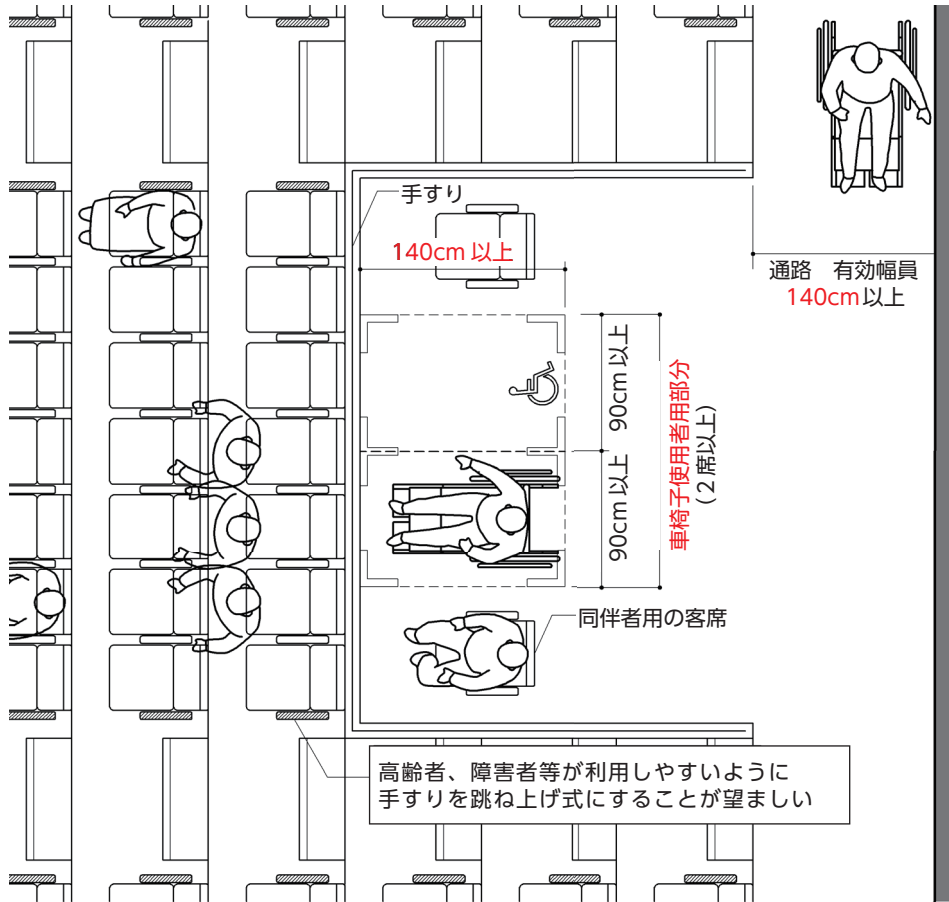 手すり
140cm 以上
通路　有効幅員
140cm以上
90cm 以上
90cm 以上
車椅子使用者用部分
（２席以上）
同伴者用の客席
高齢者、障害者等が利用しやすいように
手すりを跳ね上げ式にすることが望ましい